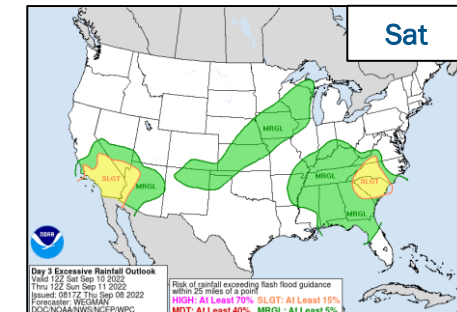 Sat
MRGL
SLGT
MRGL
MRGL
SLGT
MRGL
NOAA
Day 3 Excessive Rainfall Outlook
Valid 12Z Sat Sep 10 2022
Thru 12Z Sun Sep 11 2022
Issued: 0817Z Thu Sep 08 2022
Forecaster: WEGMAN
DOC/NOAA/NWS/NCEP/WPC
Risk of rainfall exceeding flash flood guidance
within 25 miles of a point
HIGH: At Least 70% SLGT: At Least 15%
MDT: At Least 40% MRGL: At Least 5%